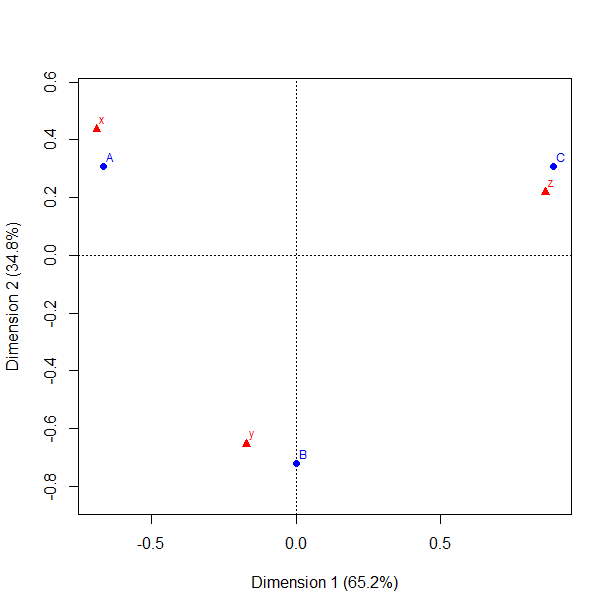 0.6
0.4
0.2
0.0
-0.2
-0.4
-0.6
-0.8
Dimension 2 (34.8%)
x
A
C
z
y
B
-0.5
0.0
0.5
Dimension 1 (65.2%)